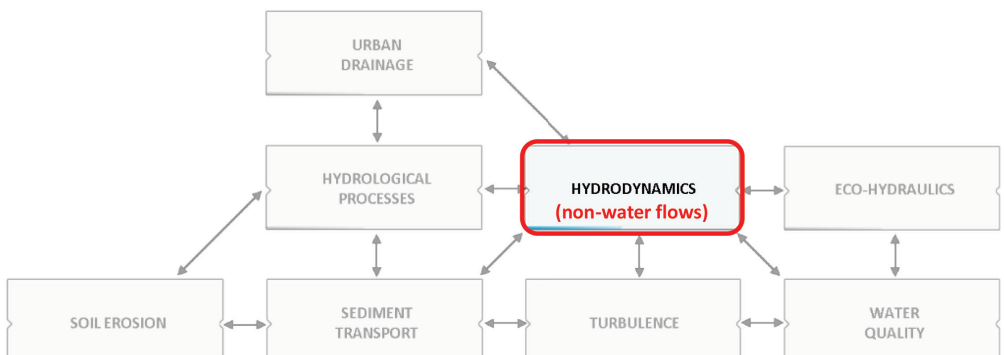 URBAN
DRAINAGE
HYDROLOGICAL
PROCESSES
HYDRODYNAMICS
(non-water flows)
ECO-HYDRAULICS
SOIL EROSION
SEDIMENT
TRANSPORT
TURBULENCE
WATER
QUALITY